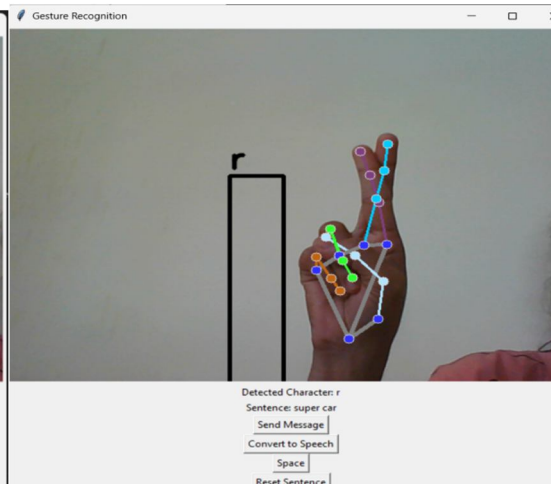 Gesture Recognition
r
Detected Character: r
Sentence: super car
Send Message
Convert to Speech
Space
Reset Sentence